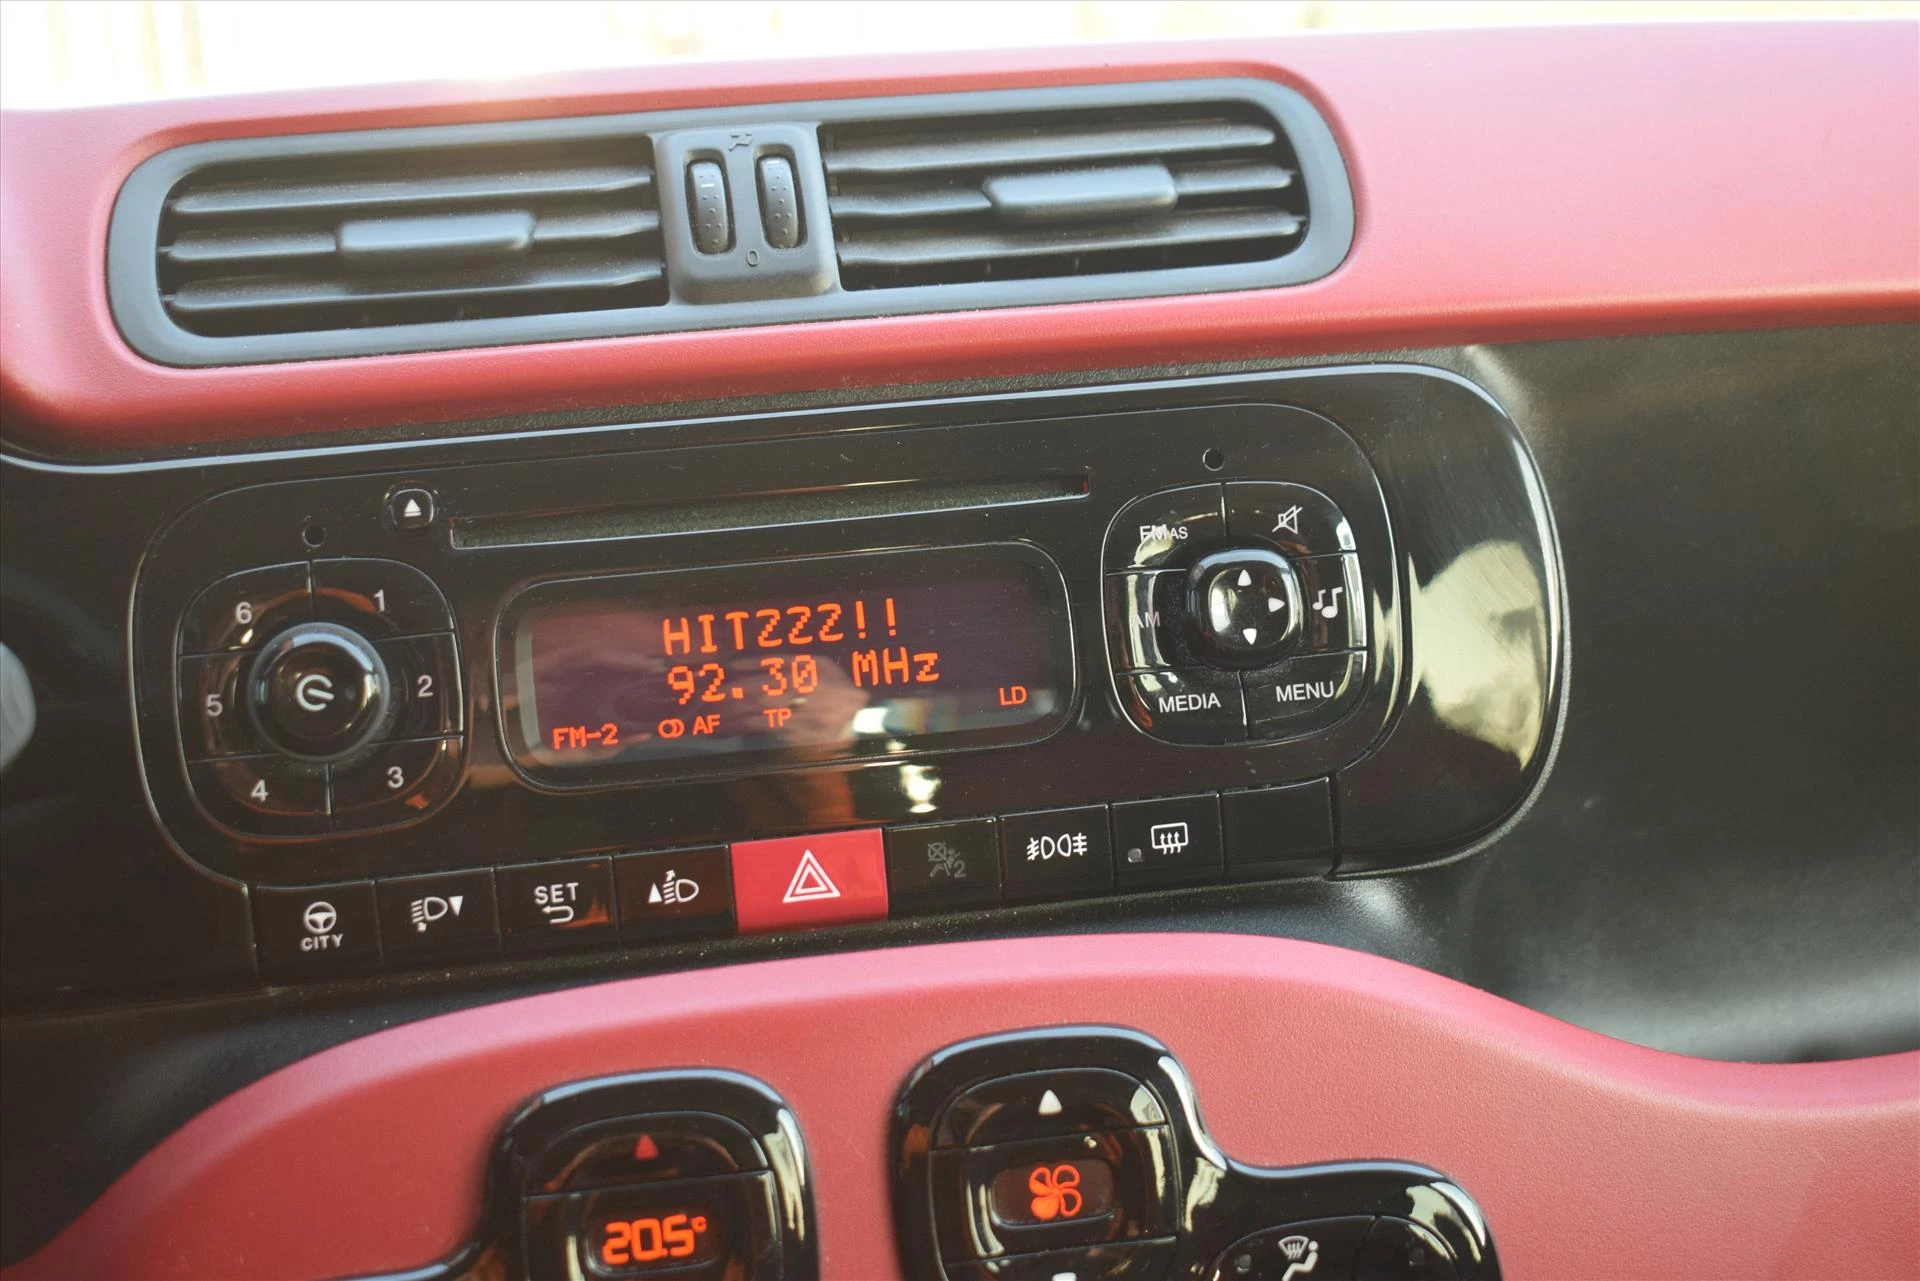 0
6
1
5
2
4
3
HITZZZ!!
92.30 MHz
FM-2 AF TP LD
FM AS
AM
MEDIA
MENU
CITY
SET
2
20.5°C